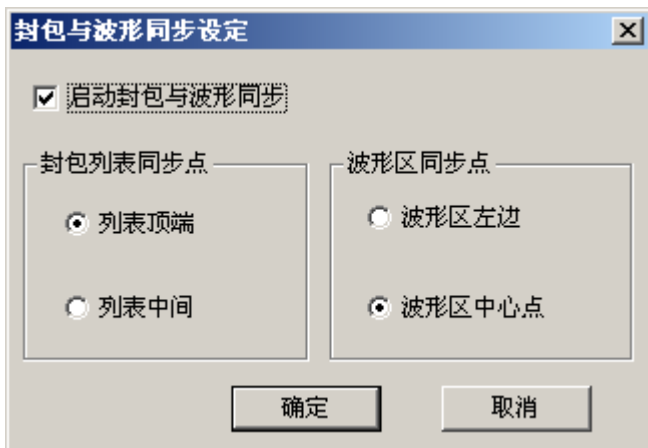 封包与波形同步设定
启动封包与波形同步
封包列表同步点
列表顶端
列表中间
波形区同步点
波形区左边
波形区中心点
确定
取消